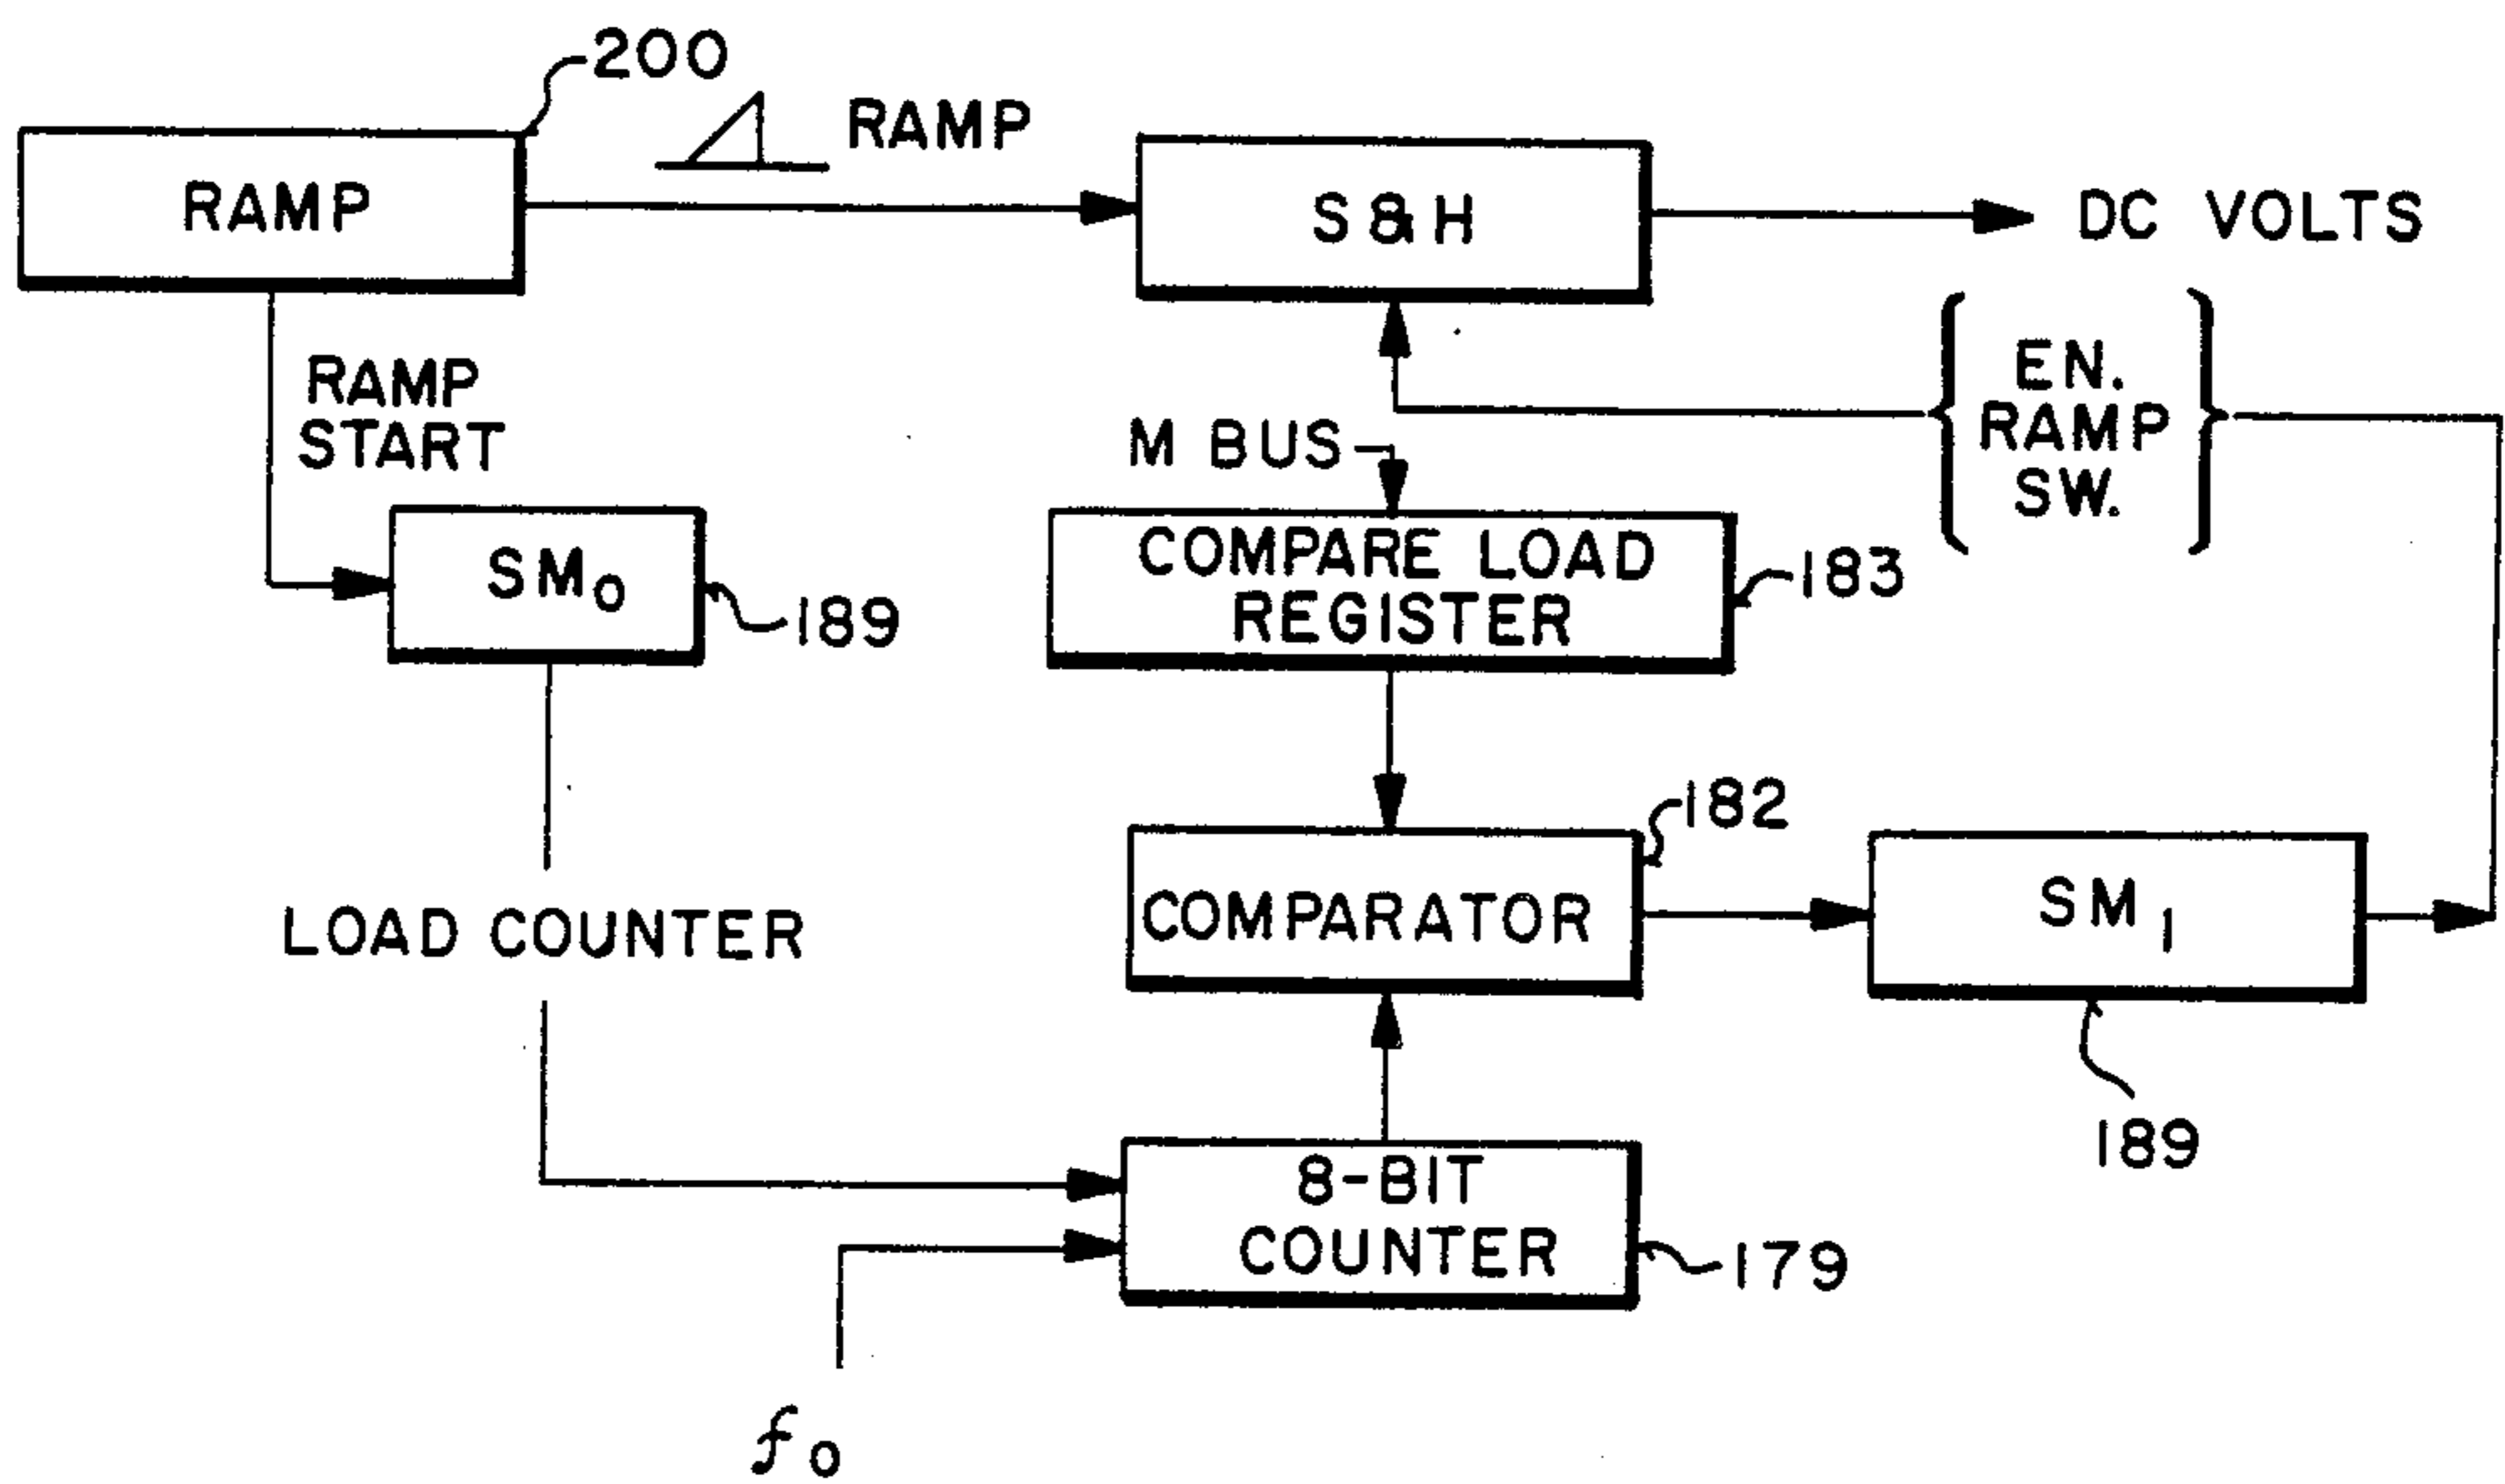 200
RAMP
RAMP
S & H
DC VOLTS
RAMP
START
EN.
RAMP
SW.
M BUS
SM0
189
COMPARE LOAD
REGISTER
183
182
LOAD COUNTER
COMPARATOR
SM1
189
8-BIT
COUNTER
179
fo